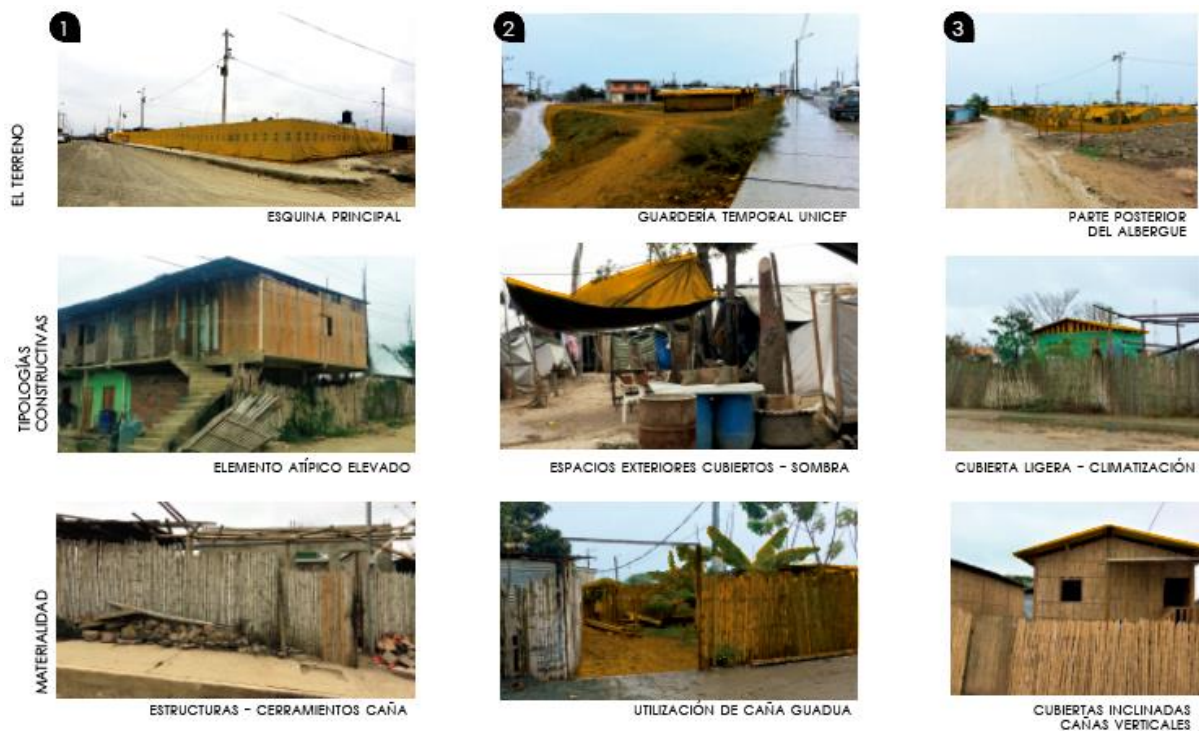 1
2
3
EL TERRENO
ESQUINA PRINCIPAL
GUARDERÍA TEMPORAL UNICEF
PARTE POSTERIOR
DEL ALBERGUE
TIPOLOGÍAS
CONSTRUCTIVAS
ELEMENTO ATÍPICO ELEVADO
ESPACIOS EXTERIORES CUBIERTOS - SOMBRA
CUBIERTA LIGERA - CLIMATIZACIÓN
MATERIALIDAD
ESTRUCTURAS - CERRAMIENTOS CAÑA
UTILIZACIÓN DE CAÑA GUADUA
CUBIERTAS INCLINADAS
CAÑAS VERTICALES